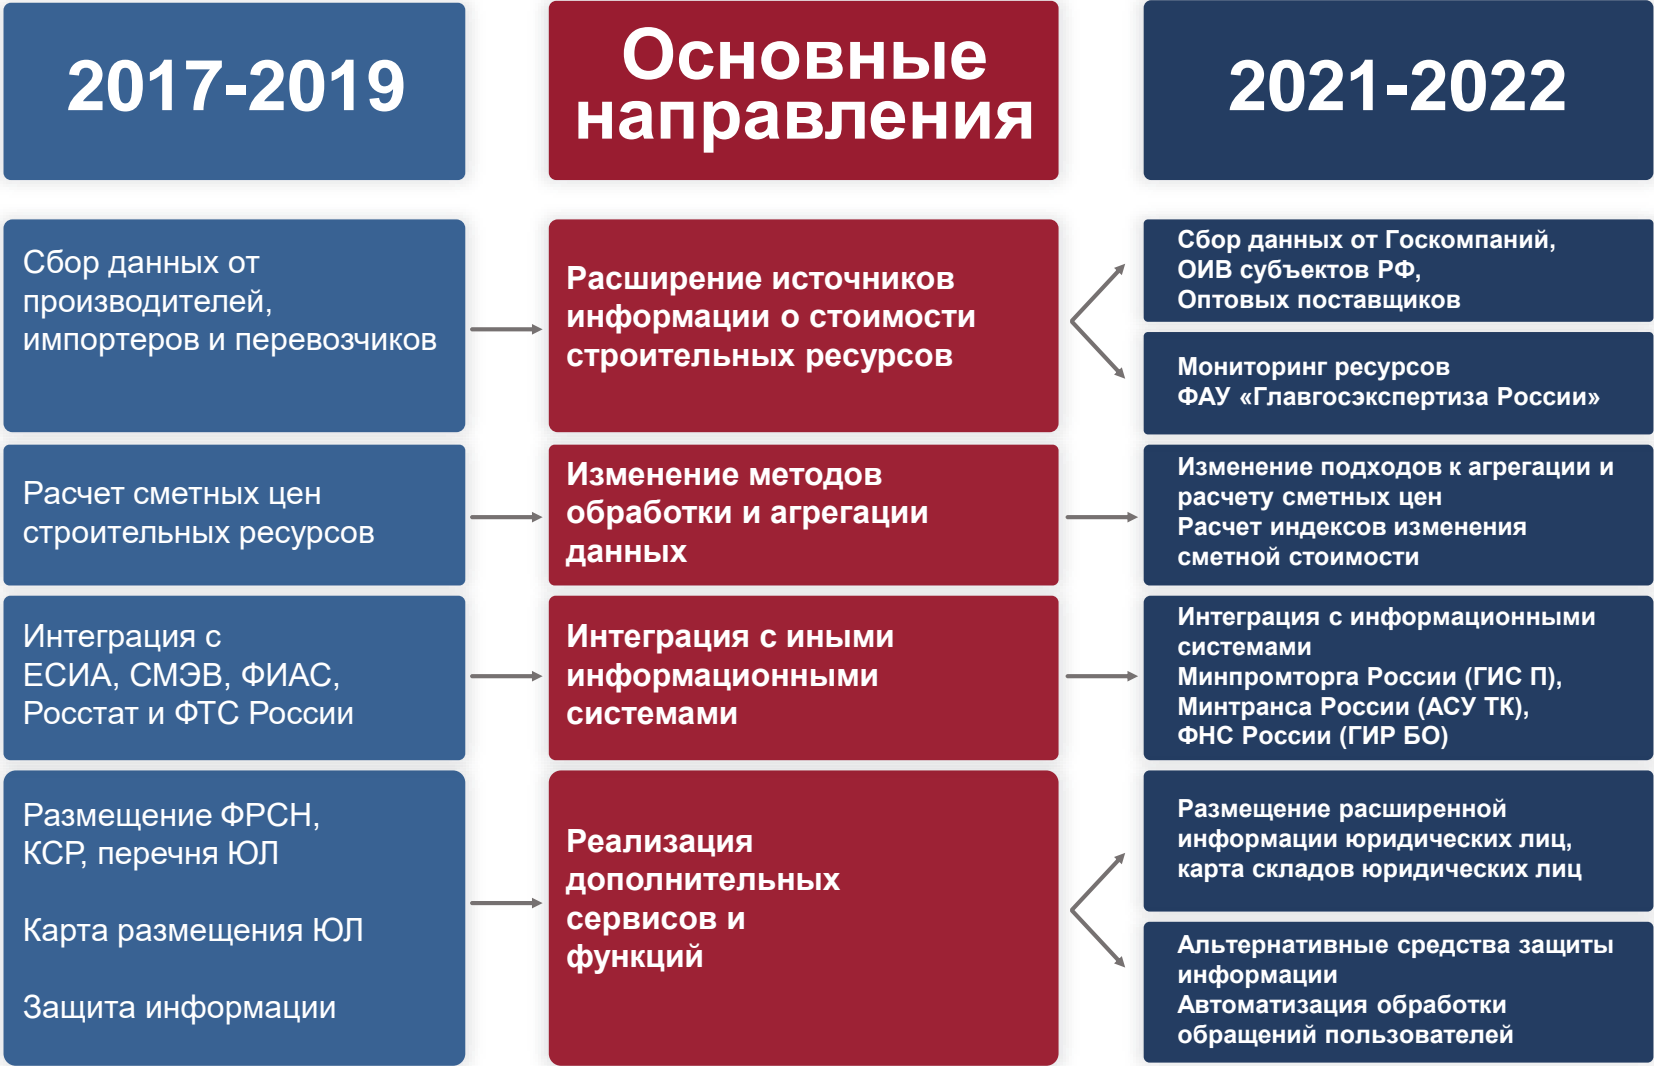 2017-2019
Основные
направления
2021-2022
Сбор данных от
производителей,
импортеров и перевозчиков
Расширение источников
информации о стоимости
строительных ресурсов
Сбор данных от Госкомпаний,
ОИВ субъектов РФ,
Оптовых поставщиков
Мониторинг ресурсов
ФАУ «Главгосэкспертиза России»
Расчет сметных цен
строительных ресурсов
Изменение методов
обработки и агрегации
данных
Изменение подходов к агрегации и
расчету сметных цен
Расчет индексов изменения
сметной стоимости
Интеграция с
ЕСИА, СМЭВ, ФИАС,
Росстат и ФТС России
Интеграция с иными
информационными
системами
Интеграция с информационными
системами
Минпромторга России (ГИС П),
Минтранса России (АСУ ТК),
ФНС России (ГИР БО)
Размещение ФРСН,
КСР, перечня ЮЛ
Карта размещения ЮЛ
Защита информации
Реализация
дополнительных
сервисов и
функций
Размещение расширенной
информации юридических лиц,
карта складов юридических лиц
Альтернативные средства защиты
информации
Автоматизация обработки
обращений пользователей